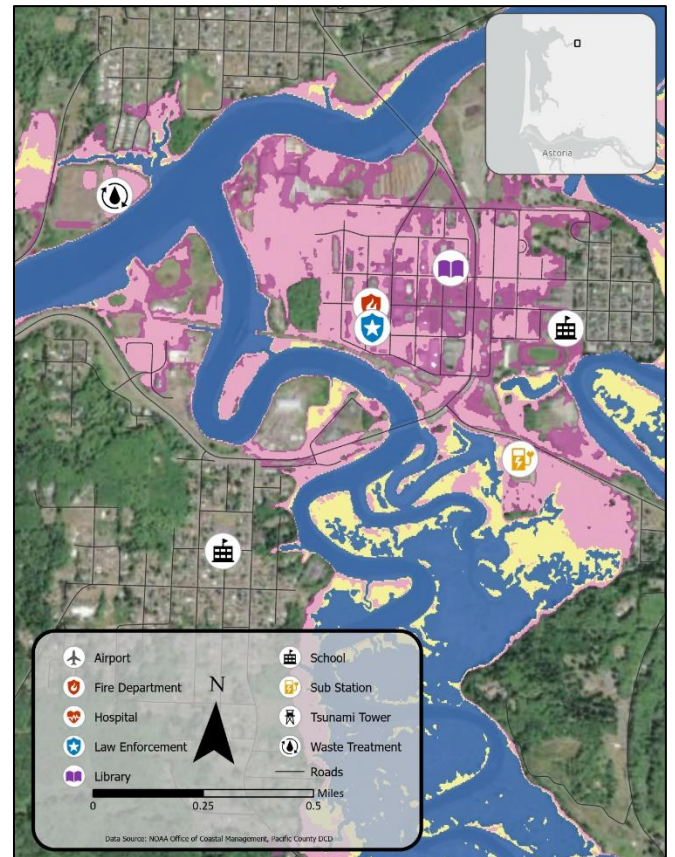 Astoria
Airport
School
Fire Department
N
Sub Station
Hospital
Tsunami Tower
Law Enforcement
Waste Treatment
Library
Roads
Miles
0
0.25
0.5
Data Source: NOAA Office of Coastal Management, Pacific County DCD